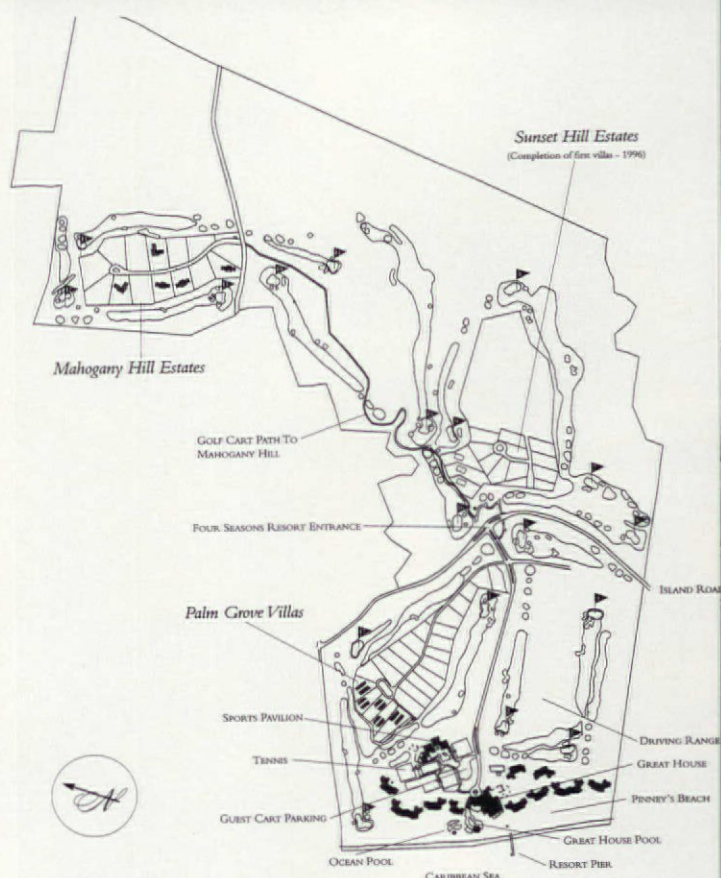 Sunset Hill Estates
(Completion of first villas – 1996)
Mahogany Hill Estates
GOLF CART PATH TO
MAHOGANY HILL
FOUR SEASONS RESORT ENTRANCE
ISLAND ROAD
Palm Grove Villas
SPORTS PAVILION
DRIVING RANGE
TENNIS
GREAT HOUSE
PINNEY'S BEACH
GUEST CART PARKING
GREAT HOUSE POOL
OCEAN POOL
RESORT PIER
CARIBBEAN SEA
N